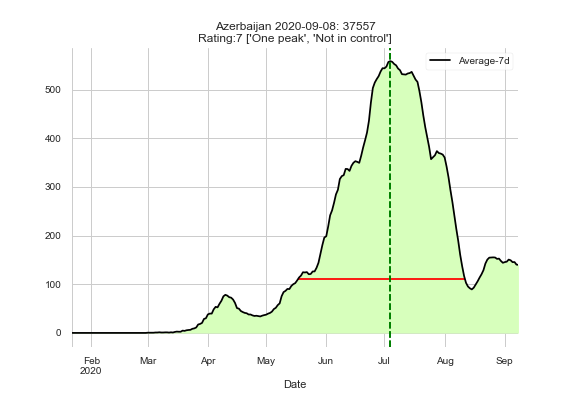 Azerbaijan 2020-09-08: 37557
Rating:7 ['One peak', 'Not in control']
Average-7d
500
400
300
200
100
0
Feb Mar Apr May Jun Jul Aug Sep
2020
Date